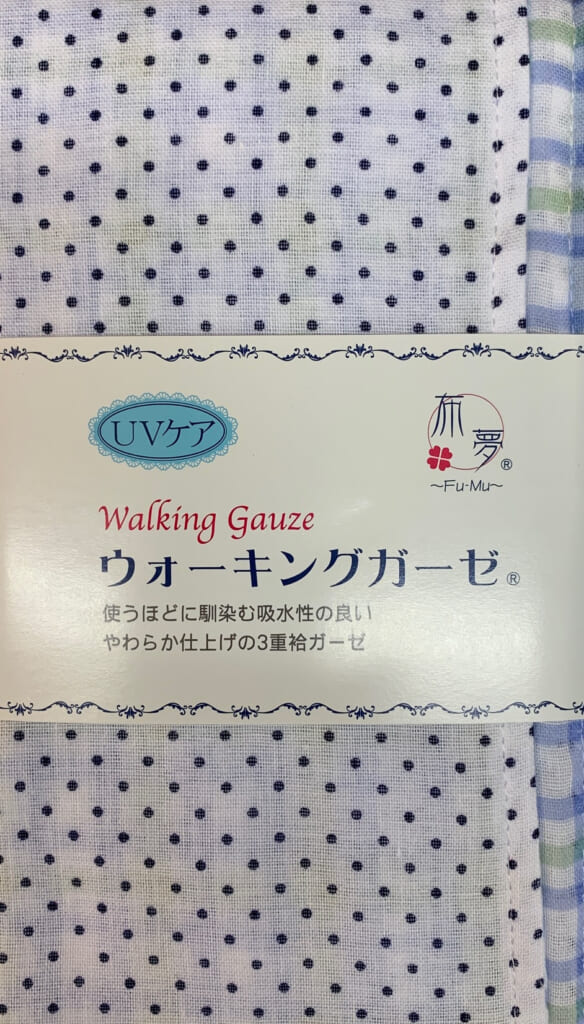 UVケア
布夢®
~Fu-Mu~
Walking Gauze
ウォーキングガーゼ®
使うほどに馴染む吸水性の良い
やわらか仕上げの3重袷ガーゼ